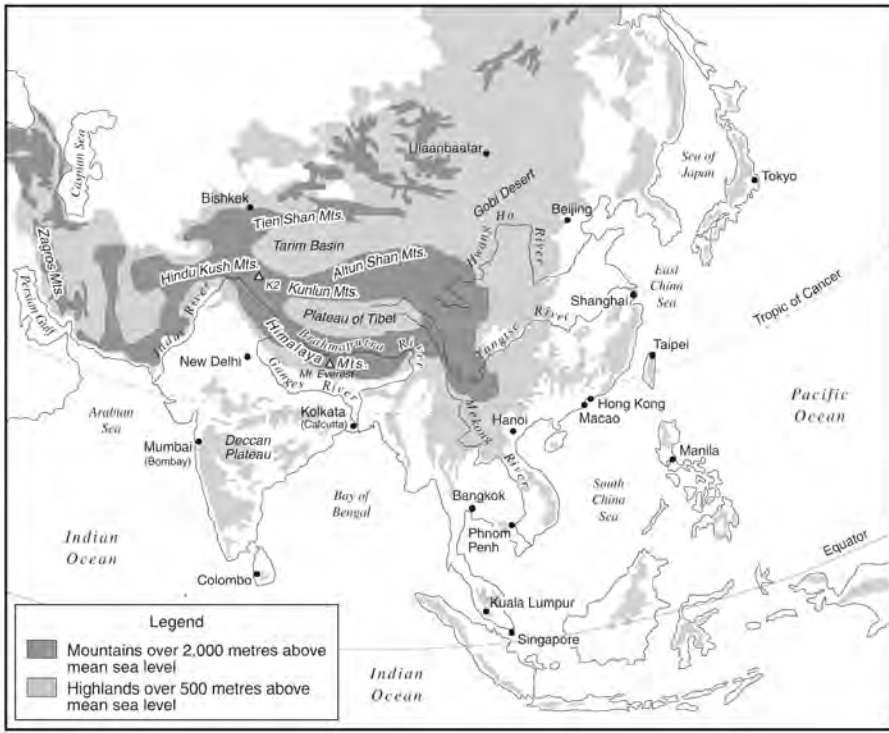 Ulaanbaatar
Caspian Sea
Sea of
Japan
Tokyo
Bishkek
Gobi Desert
Beijing
Tien Shan Mts.
Tarim Basin
Hwang Ho
River
Zagros Mts.
Hindu Kush Mts.
Altun Shan Mts.
K2
Kunlun Mts.
East
China
Sea
Tropic of Cancer
Persian Gulf
Indus River
Plateau of Tibet
Shanghai
Yangtse River
Himalaya Mts.
Brahmaputra River
Taipei
New Delhi
Mt. Everest
Ganges River
Pacific
Ocean
Arabian
Sea
Kolkata
(Calcutta)
Mekong
River
Hanoi
Hong Kong
Macao
Mumbai
(Bombay)
Deccan
Plateau
Manila
Bay of
Bengal
South
China
Sea
Bangkok
Indian
Ocean
Phnom
Penh
Equator
Colombo
Kuala Lumpur
Singapore
Legend
Mountains over 2,000 metres above
mean sea level
Highlands over 500 metres above
mean sea level
Indian
Ocean